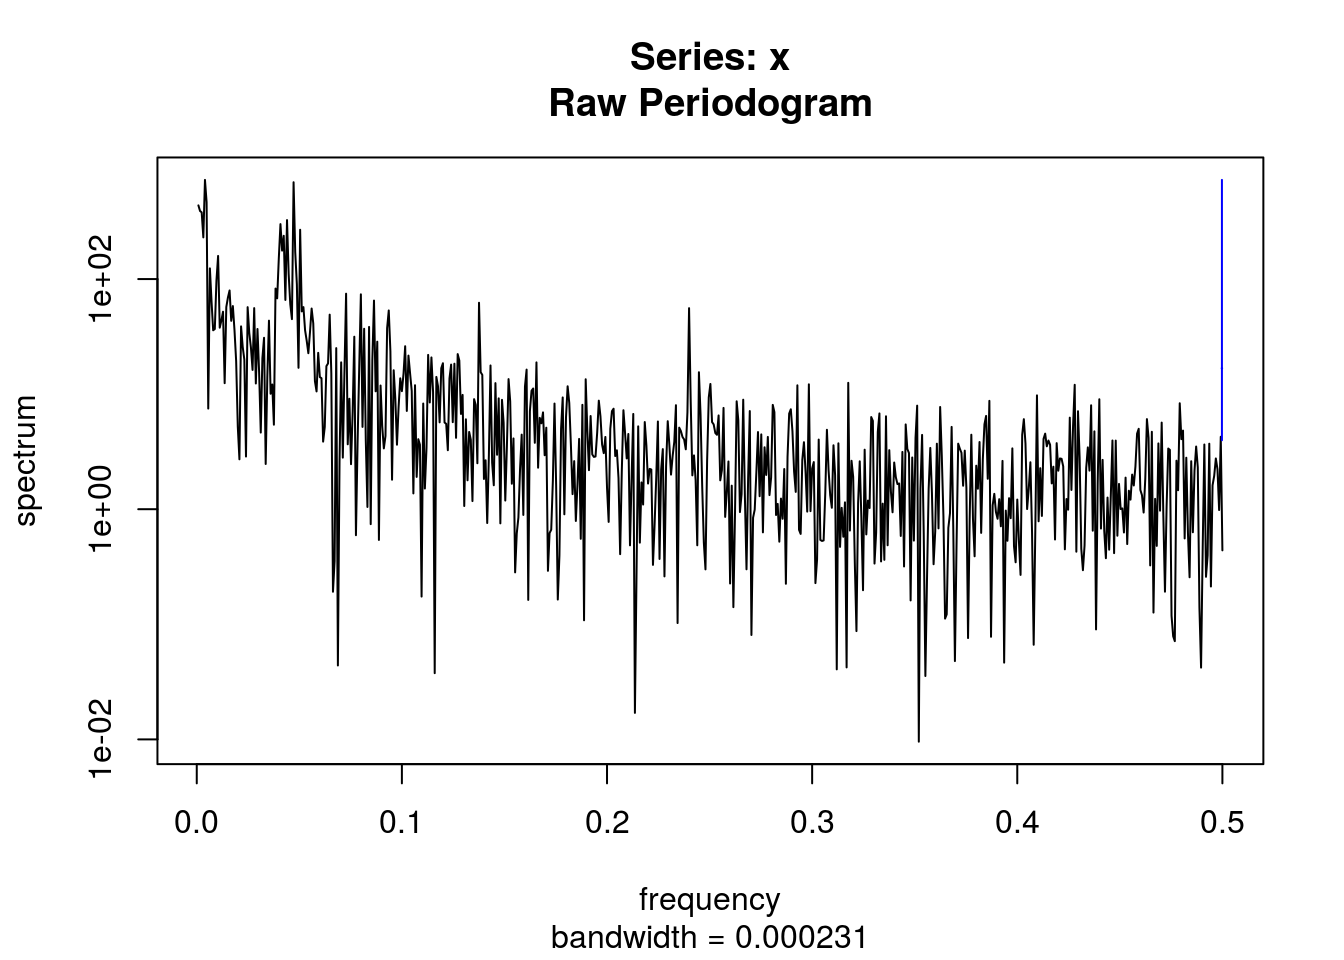 Series: x
Raw Periodogram
spectrum
1e+02
1e+00
1e-02
0.0 0.1 0.2 0.3 0.4 0.5
frequency
bandwidth = 0.000231